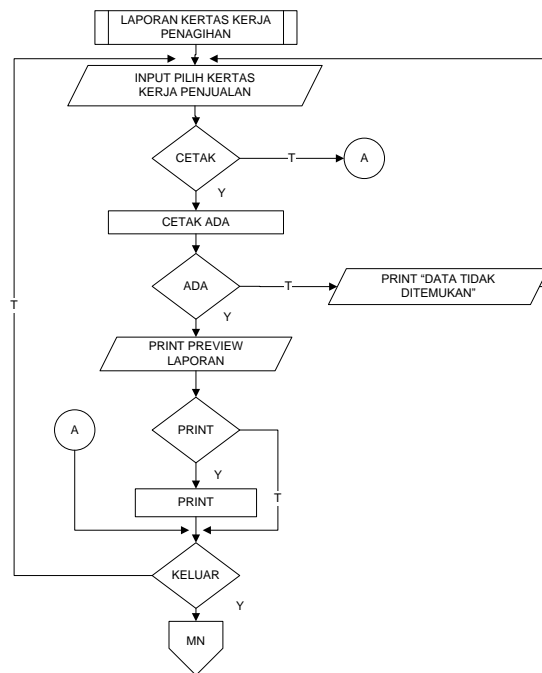 LAPORAN KERTAS KERJA
PENAGIHAN
INPUT PILIH KERTAS
KERJA PENJUALAN
CETAK
T
A
Y
CETAK ADA
ADA
T
PRINT “DATA TIDAK
DITEMUKAN”
T
Y
PRINT PREVIEW
LAPORAN
A
PRINT
Y
PRINT
T
KELUAR
Y
MN